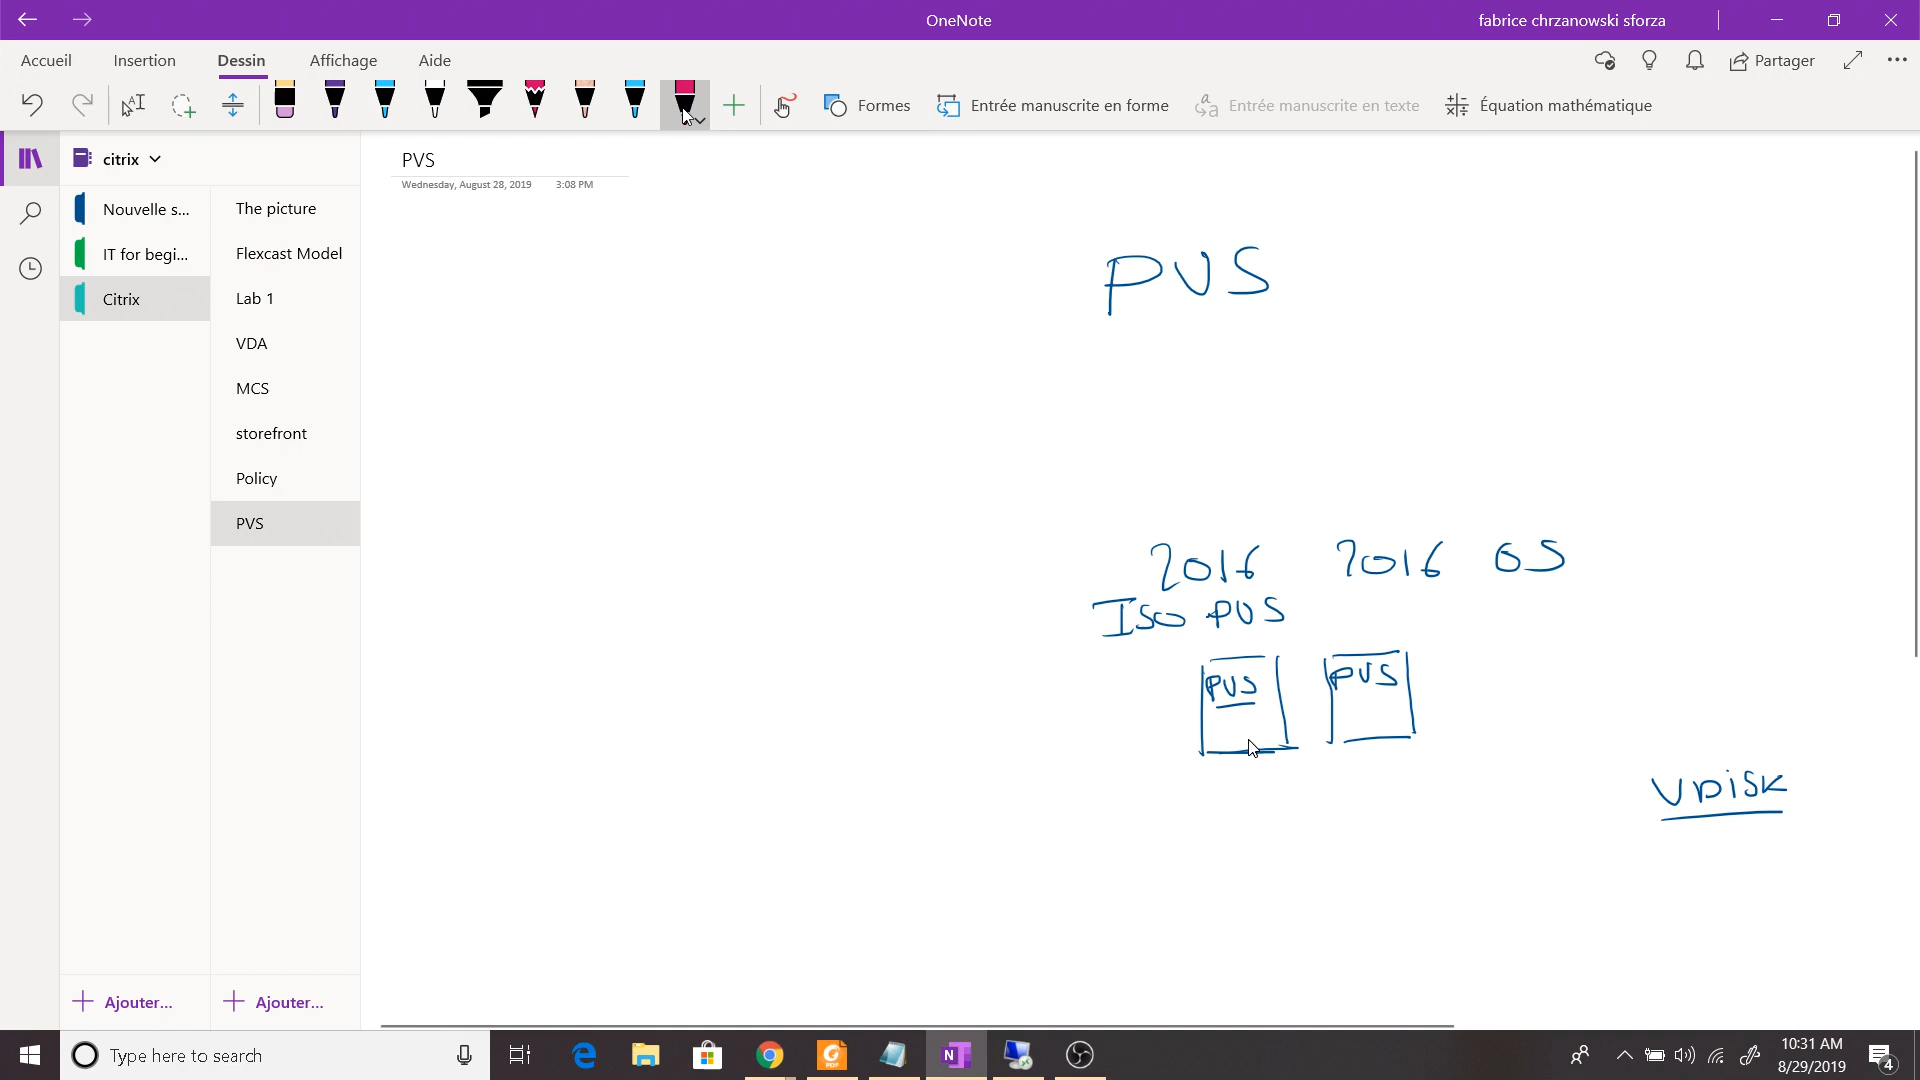 OneNote
fabrice chrzanowski sforza
Accueil Insertion Dessin Affichage Aide
Partager
Formes Entrée manuscrite en forme Entrée manuscrite en texte Équation mathématique
citrix
Nouvelle s...
IT for begi...
Citrix
Ajouter...
The picture
Flexcast Model
Lab 1
VDA
MCS
storefront
Policy
PVS
Ajouter...
PVS
Wednesday, August 28, 2019 3:08 PM
PVS
2016 2016 OS
Iso PVS
PVS PVS
VDiSK
Type here to search
10:31 AM
8/29/2019
4